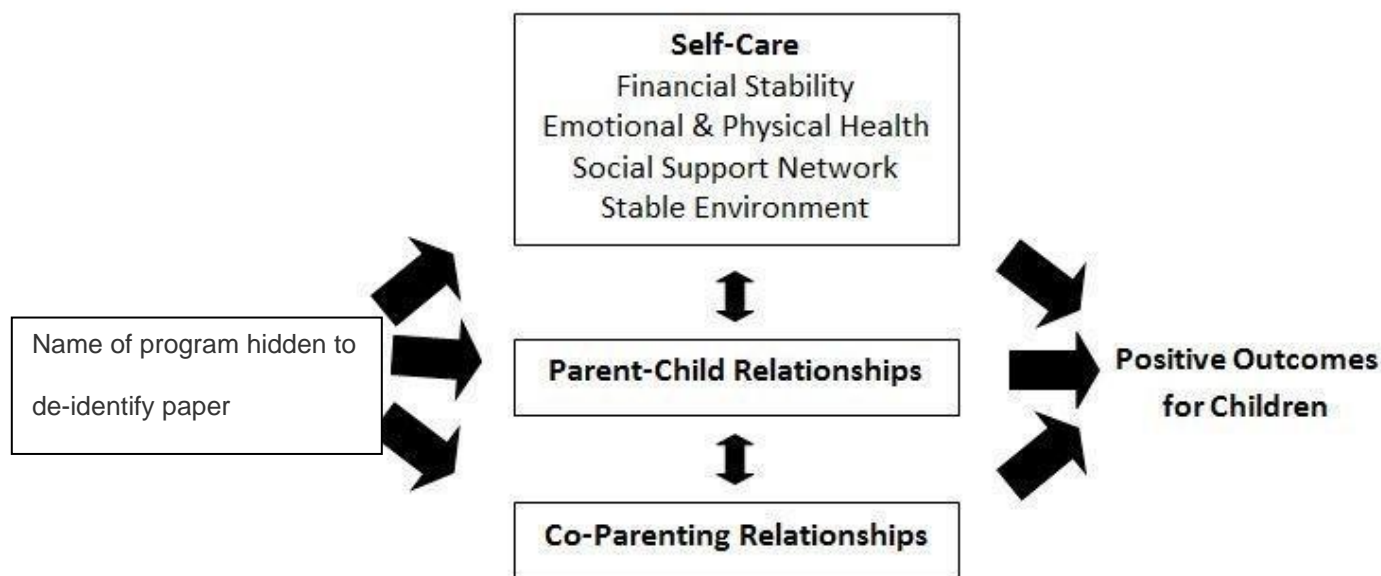 Self-Care
Financial Stability
Emotional & Physical Health
Social Support Network
Stable Environment
Name of program hidden to
de-identify paper
Parent-Child Relationships
Positive Outcomes
for Children
Co-Parenting Relationships